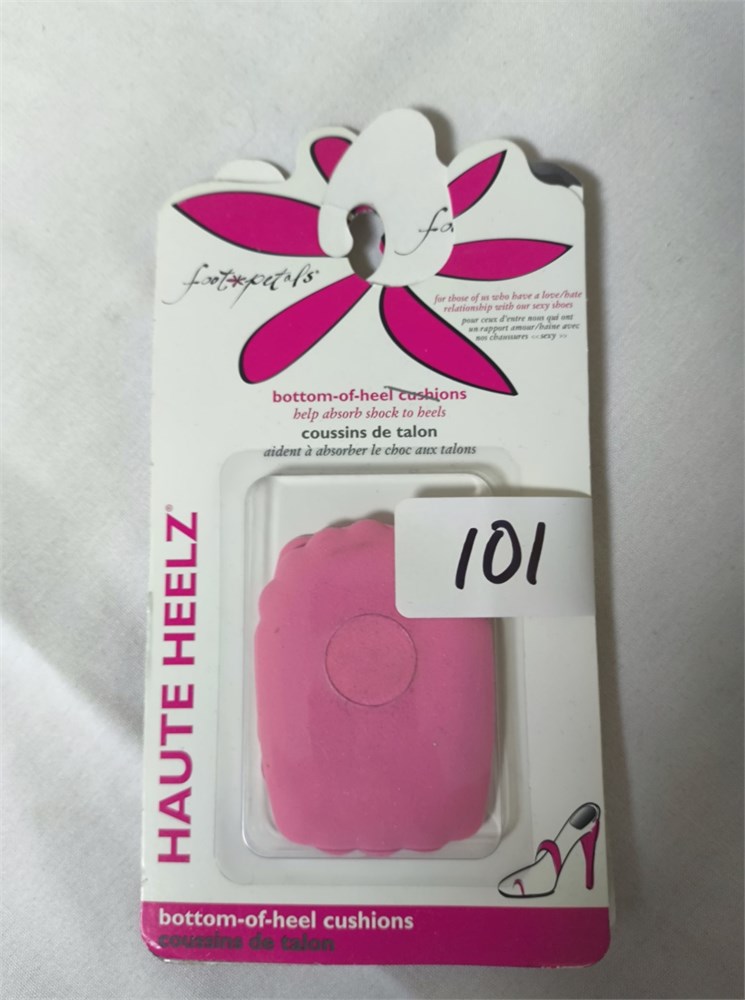 fo
foot*petals®
for those of us who have a love/hate
relationship with our sexy shoes
pour ceux d'entre nous qui ont
un rapport amour/haine avec
nos chaussures «sexy »
bottom-of-heel cushions
help absorb shock to heels
coussins de talon
aident à absorber le choc aux talons
101
HAUTE HEELZ®
bottom-of-heel cushions
coussins de talon